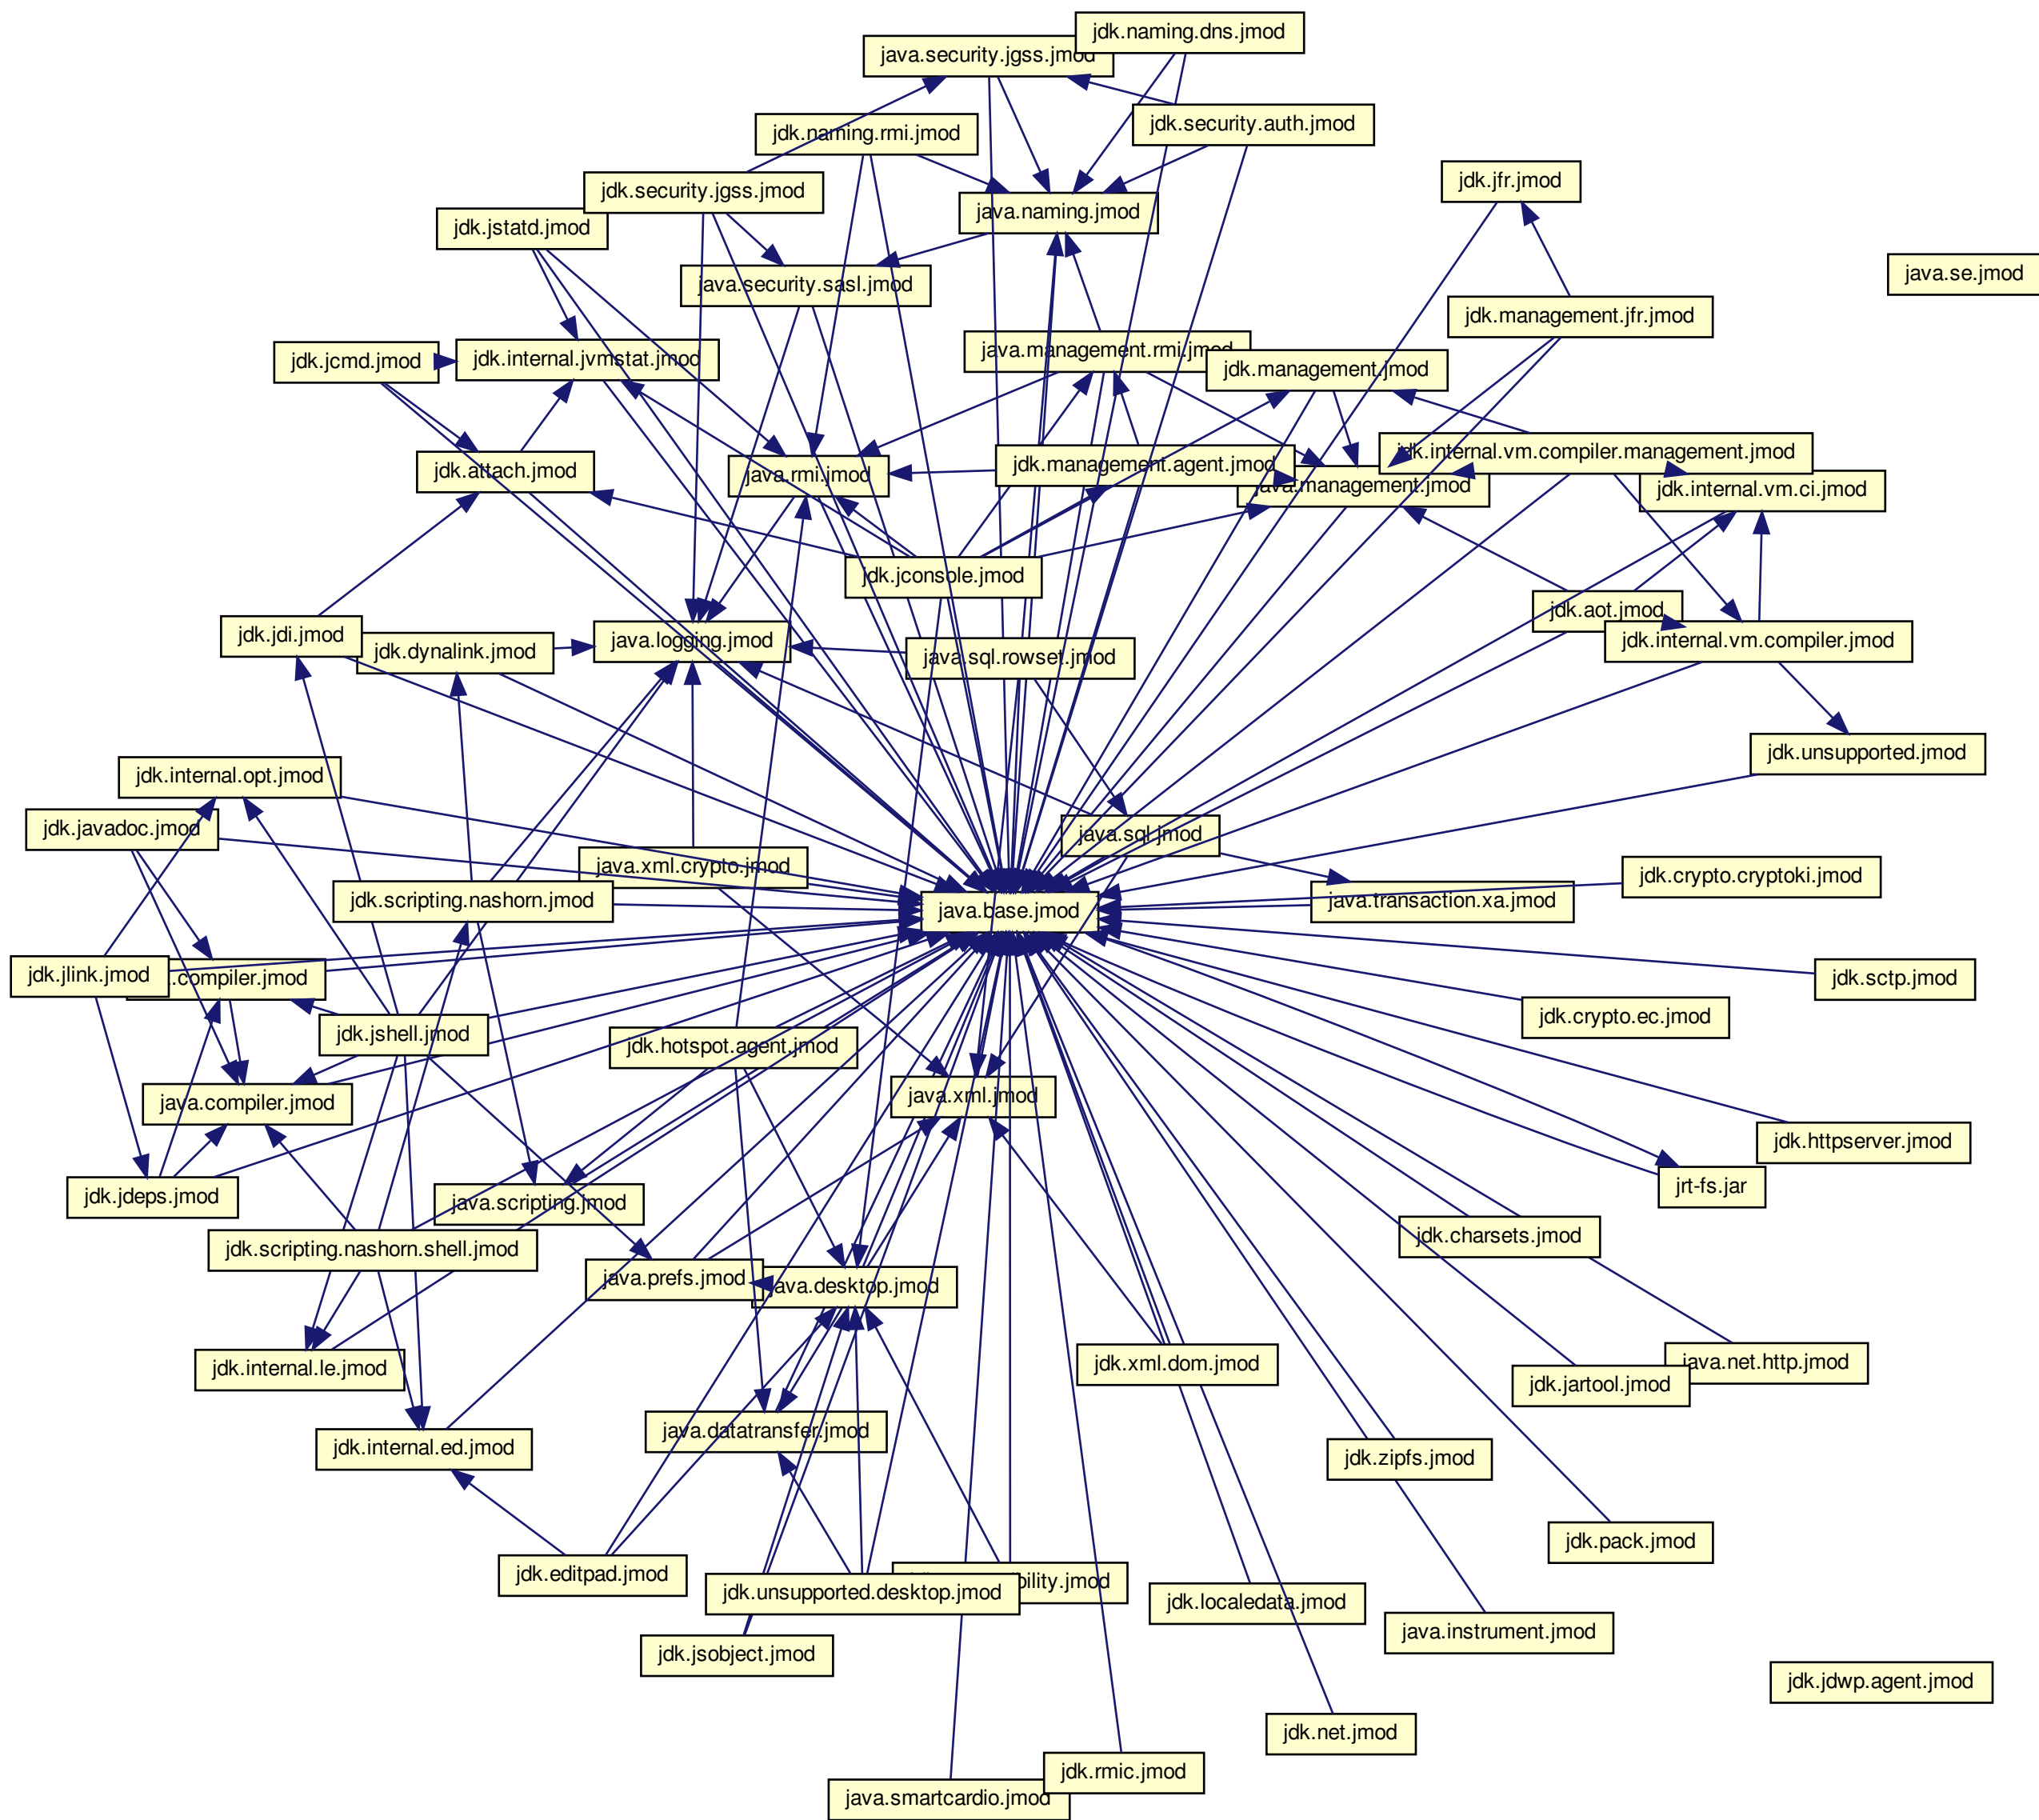 jdk.naming.dns.jmod
java.security.jgss.jmod
jdk.security.auth.jmod
jdk.naming.rmi.jmod
jdk.jfr.jmod
jdk.security.jgss.jmod
java.naming.jmod
jdk.jstatd.jmod
java.se.jmod
java.security.sasl.jmod
jdk.management.jfr.jmod
java.management.rmi.jmod
jdk.jcmd.jmod
jdk.internal.jvmstat.jmod
jdk.management.jmod
jdk.internal.vm.compiler.management.jmod
jdk.management.agent.jmod
jdk.attach.jmod
java.rmi.jmod
java.management.jmod
jdk.internal.vm.ci.jmod
jdk.jconsole.jmod
jdk.aot.jmod
jdk.jdi.jmod
java.logging.jmod
jdk.internal.vm.compiler.jmod
jdk.dynalink.jmod
java.sql.rowset.jmod
jdk.unsupported.jmod
jdk.internal.opt.jmod
jdk.javadoc.jmod
java.sql.jmod
java.xml.crypto.jmod
jdk.crypto.cryptoki.jmod
jdk.scripting.nashorn.jmod
java.transaction.xa.jmod
java.base.jmod
jdk.jlink.jmod
.compiler.jmod
jdk.sctp.jmod
jdk.crypto.ec.jmod
jdk.jshell.jmod
jdk.hotspot.agent.jmod
java.xml.jmod
java.compiler.jmod
jdk.httpserver.jmod
jrt-fs.jar
jdk.jdeps.jmod
java.scripting.jmod
jdk.charsets.jmod
jdk.scripting.nashorn.shell.jmod
java.prefs.jmod
java.desktop.jmod
java.net.http.jmod
jdk.xml.dom.jmod
jdk.internal.le.jmod
jdk.jartool.jmod
java.datatransfer.jmod
jdk.internal.ed.jmod
jdk.zipfs.jmod
jdk.pack.jmod
jdk.editpad.jmod
bility.jmod
jdk.unsupported.desktop.jmod
jdk.localedata.jmod
java.instrument.jmod
jdk.jsobject.jmod
jdk.jdwp.agent.jmod
jdk.net.jmod
jdk.rmic.jmod
java.smartcardio.jmod